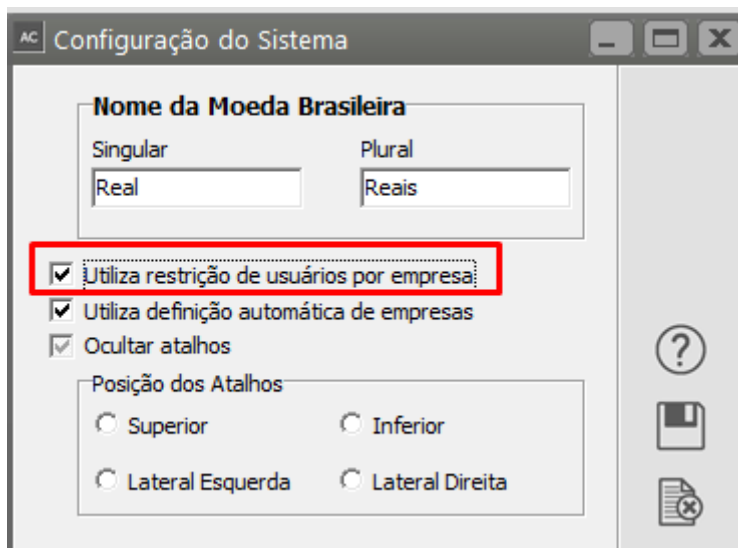 AC Configuração do Sistema
Nome da Moeda Brasileira
Singular Plural
Real Reais
Utiliza restrição de usuários por empresa
Utiliza definição automática de empresas
Ocultar atalhos
Posição dos Atalhos
Superior Inferior
Lateral Esquerda Lateral Direita